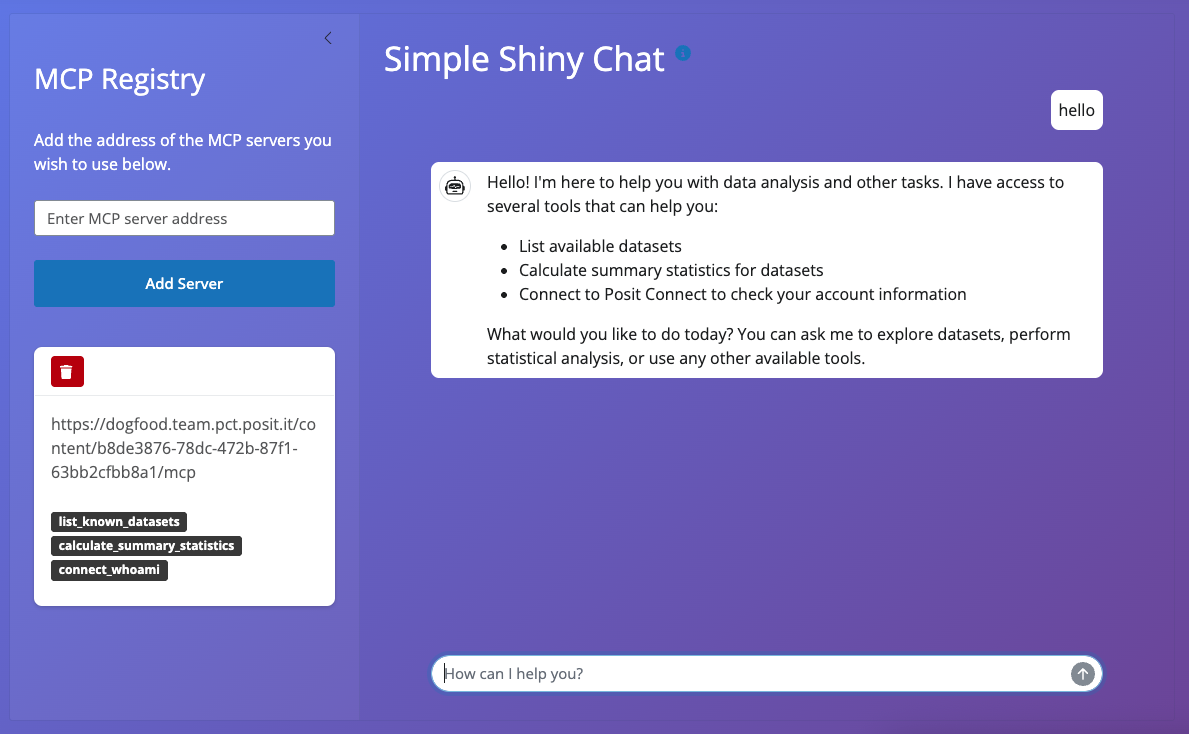 MCP Registry
Add the address of the MCP servers you
wish to use below.
Enter MCP server address
Add Server
https://dogfood.team.pct.posit.it/co
ntent/b8de3876-78dc-472b-87f1-
63bb2cfbb8a1/mcp
list_known_datasets
calculate_summary_statistics
connect_whoami
Simple Shiny Chat
hello
Hello! I'm here to help you with data analysis and other tasks. I have access to
several tools that can help you:
• List available datasets
• Calculate summary statistics for datasets
• Connect to Posit Connect to check your account information
What would you like to do today? You can ask me to explore datasets, perform
statistical analysis, or use any other available tools.
How can I help you?